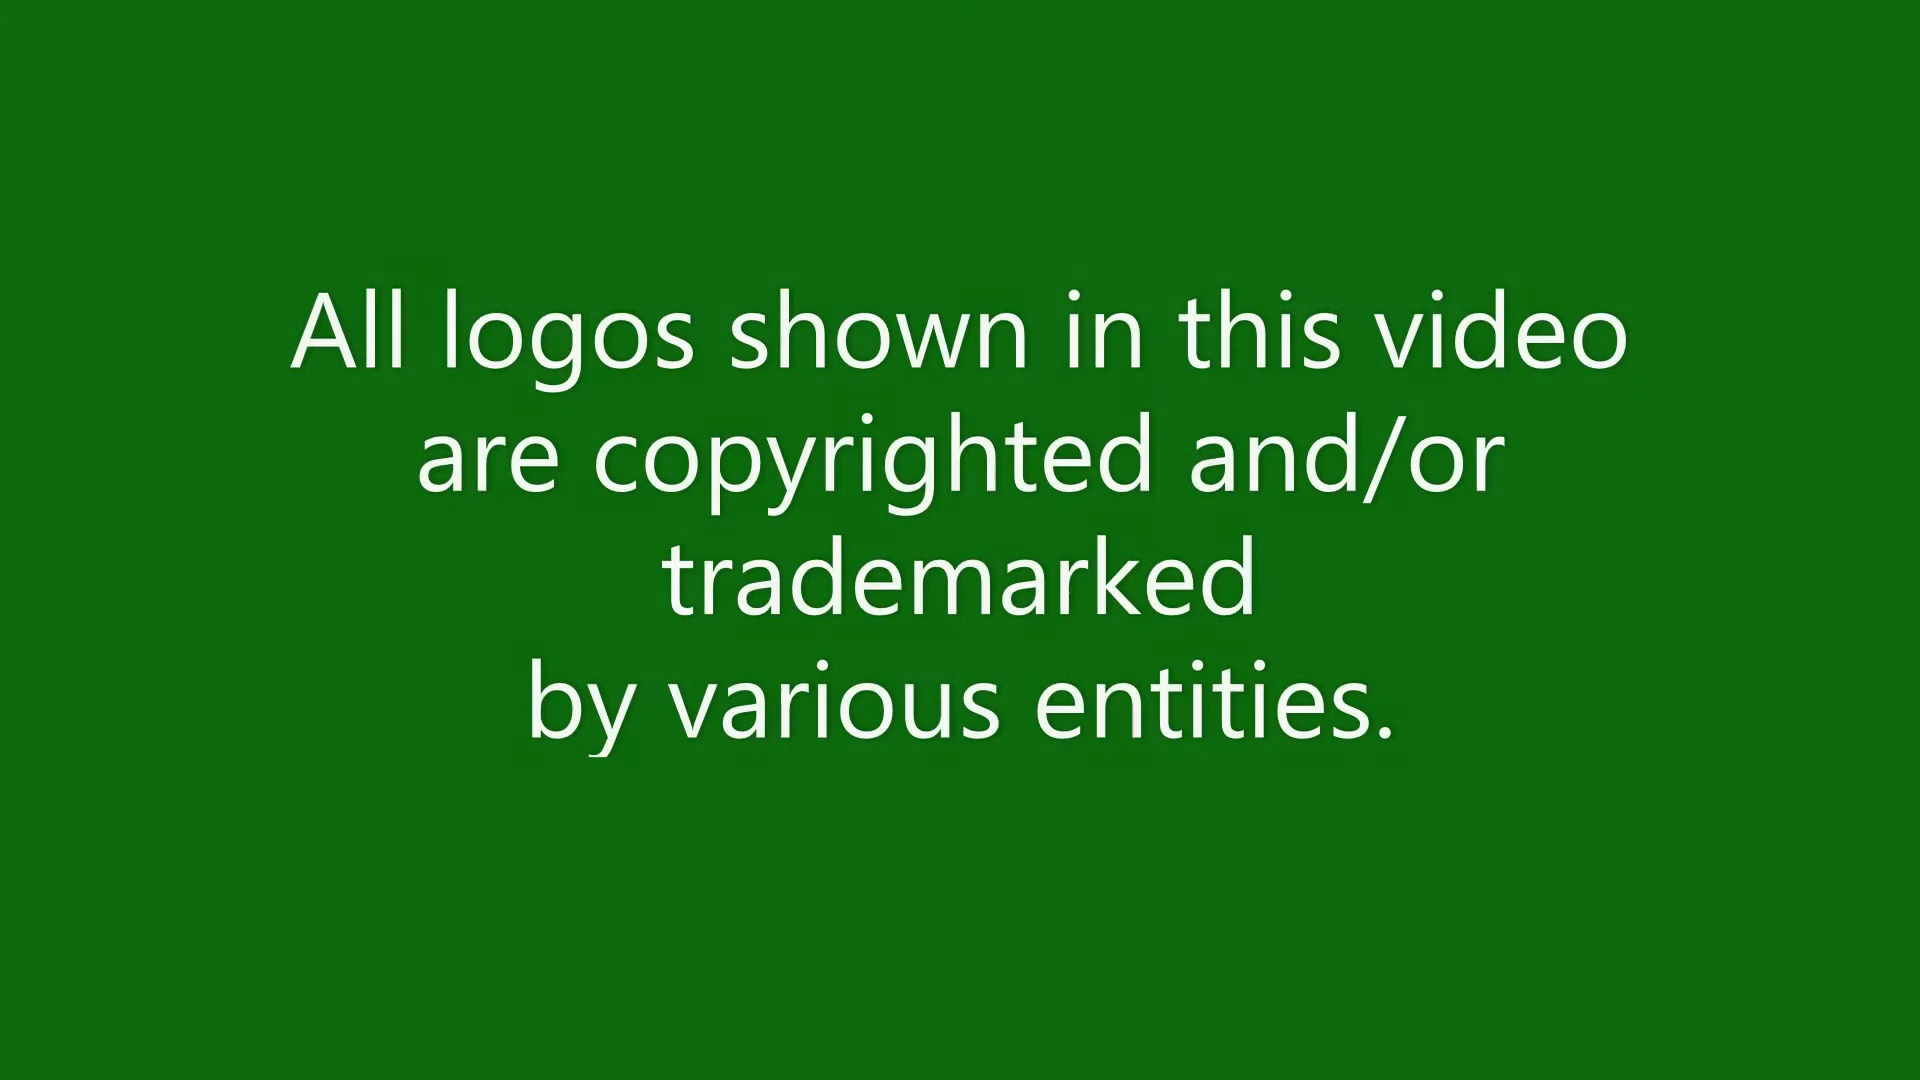 All logos shown in this video
are copyrighted and/or
trademarked
by various entities.